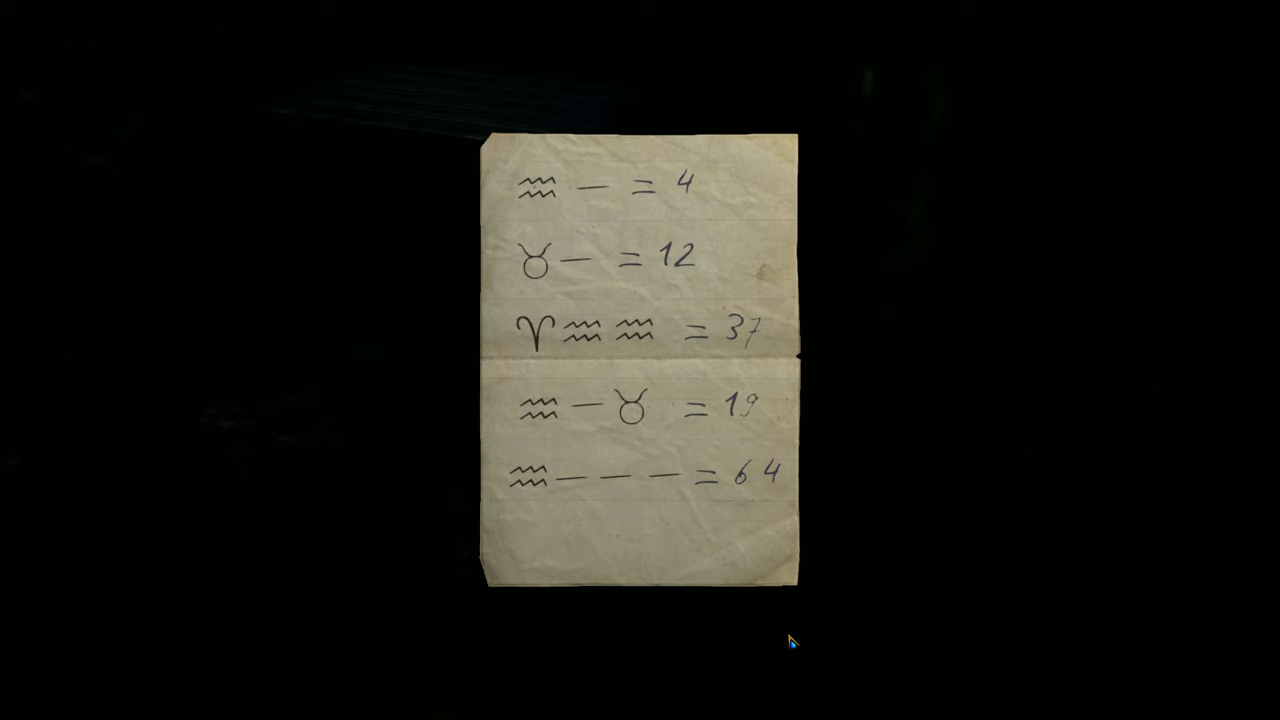 ♒ — = 4
♉ — = 12
♈ ♒ ♒ = 37
♒ — ♉ = 19
♒ — — — = 64